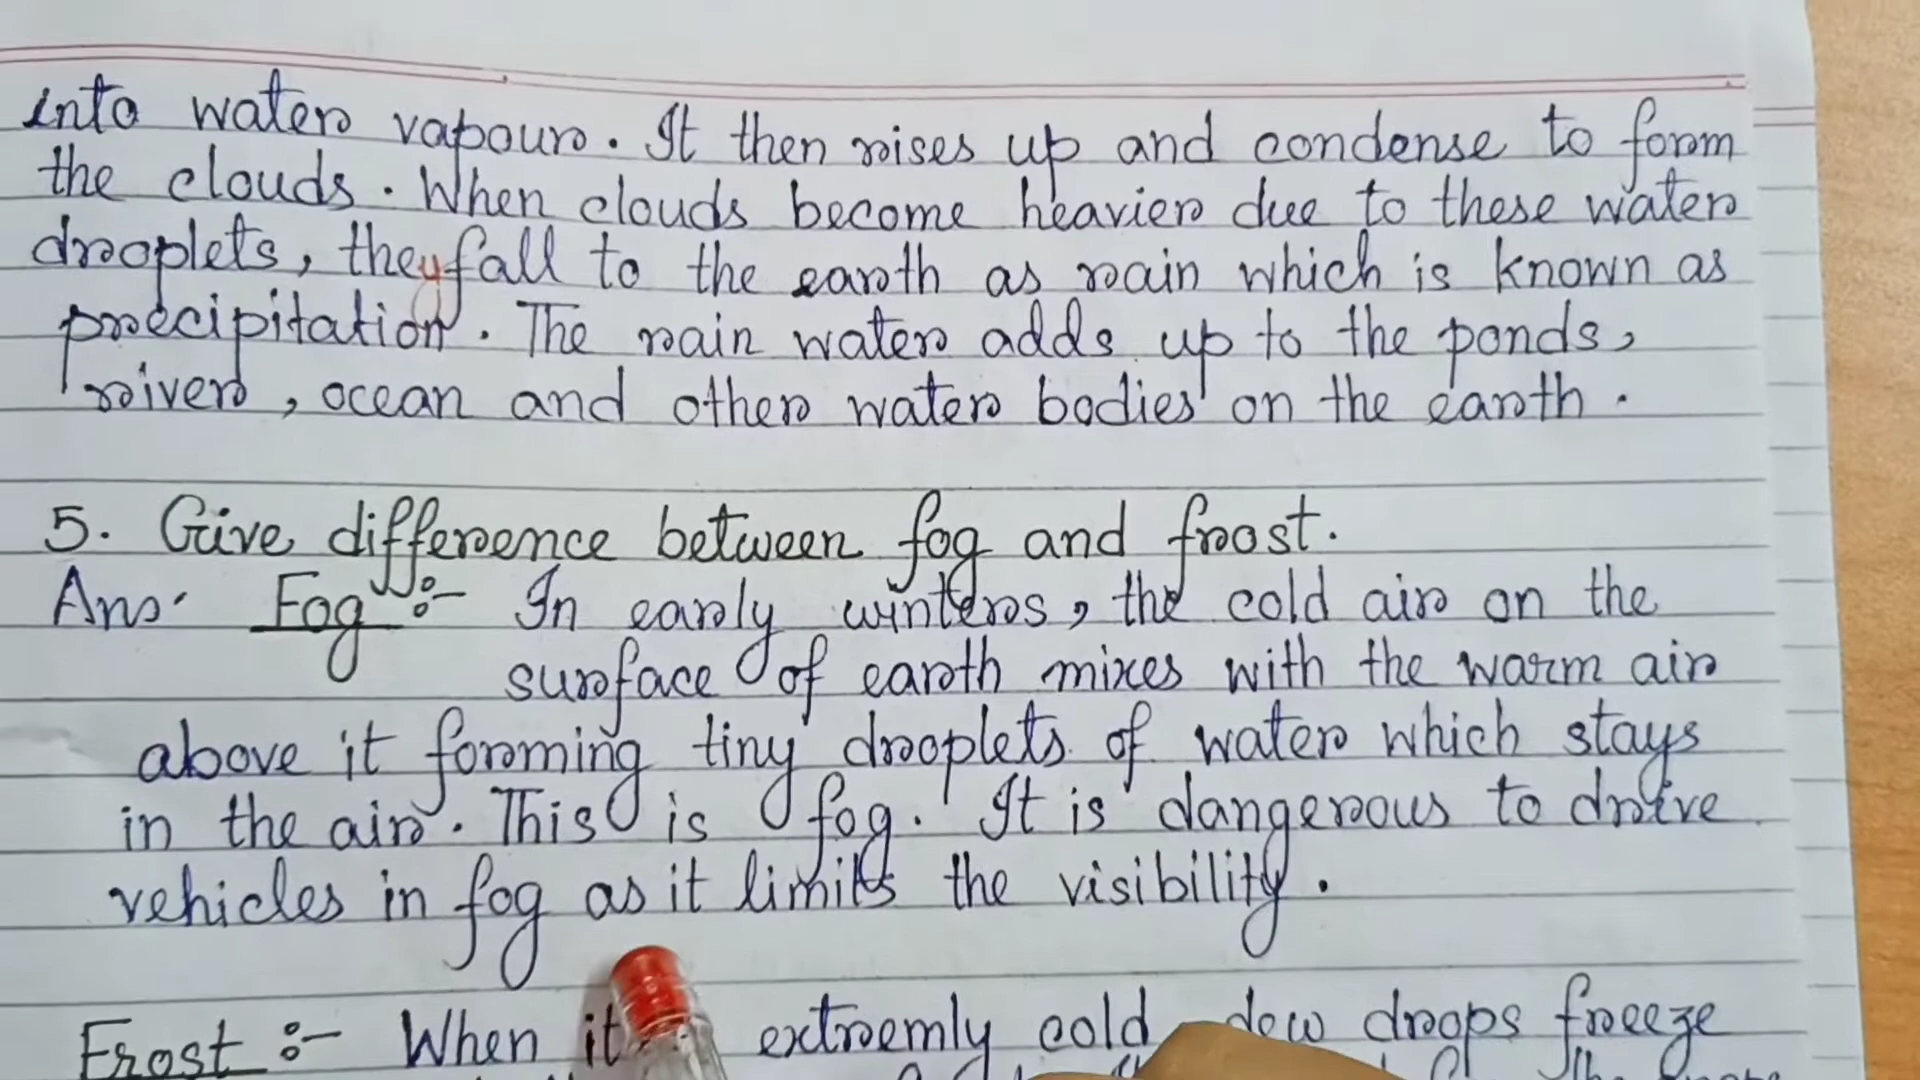 into water vapour. It then rises up and condense to form
the clouds. When clouds become heavier due to these water
droplets, they fall to the earth as rain which is known as
precipitation. The rain water adds up to the ponds,
river, ocean and other water bodies on the earth.
5. Give difference between fog and frost.
Ans. Fog :- In early winters, the cold air on the
surface of earth mixes with the warm air
above it forming tiny droplets of water which stays
in the air. This is fog. It is dangerous to drive
vehicles in fog as it limits the visibility.
Frost :- When it extremly cold dew drops freeze